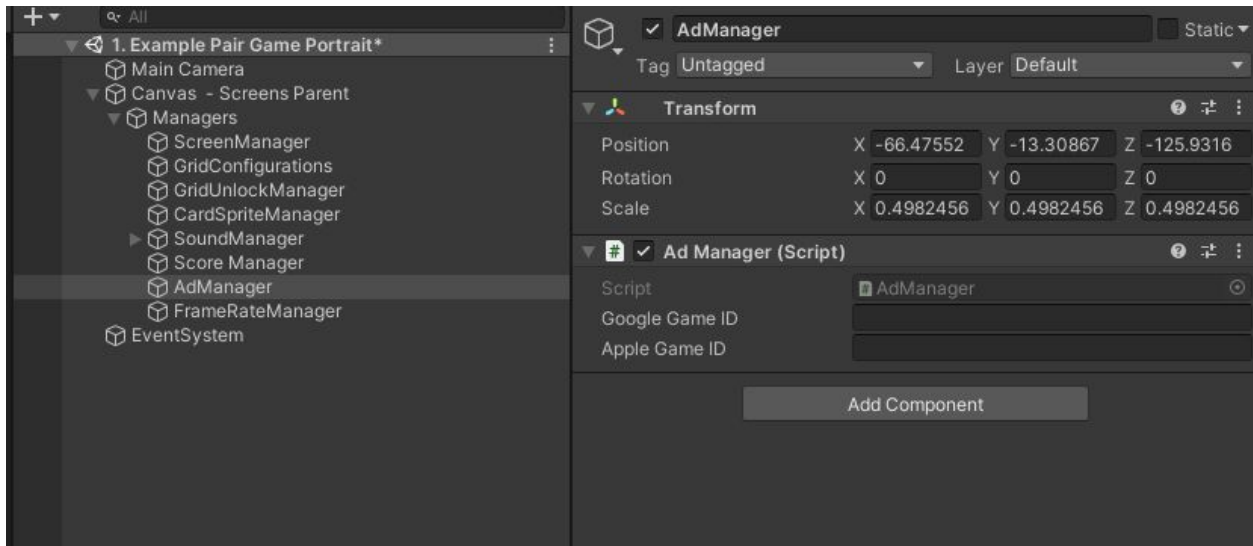 All
1. Example Pair Game Portrait*
Main Camera
Canvas - Screens Parent
Managers
ScreenManager
GridConfigurations
GridUnlockManager
CardSpriteManager
SoundManager
Score Manager
AdManager
FrameRateManager
EventSystem
AdManager Static
Tag Untagged Layer Default
Transform
Position X -66.47552 Y -13.30867 Z -125.9316
Rotation X 0 Y 0 Z 0
Scale X 0.4982456 Y 0.4982456 Z 0.4982456
# Ad Manager (Script)
Script AdManager
Google Game ID
Apple Game ID
Add Component